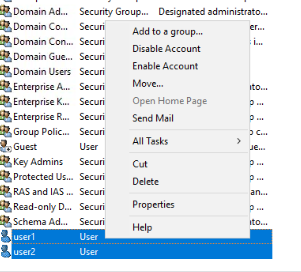 Domain Ad... Security Group... Designated administrato...
Domain Co... Securi
Add to a group...
Domain Con... Securi
Disable Account
Domain Gue... Securi
Enable Account
Domain Users Securi
Move...
Enterprise A... Securi
Open Home Page
Enterprise K... Securi
Send Mail
Enterprise R... Securi
Group Polic... Securi
All Tasks
Guest User
Key Admins Securi
Cut
Protected Us... Securi
Delete
RAS and IAS ... Securi
Properties
Read-only D... Securi
Schema Ad... Securi
Help
user1 User
user2 User